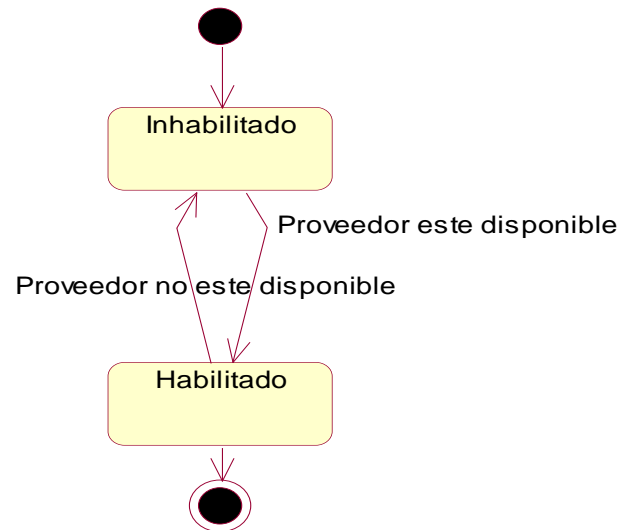 Inhabilitado
Proveedor este disponible
Proveedor no este disponible
Habilitado